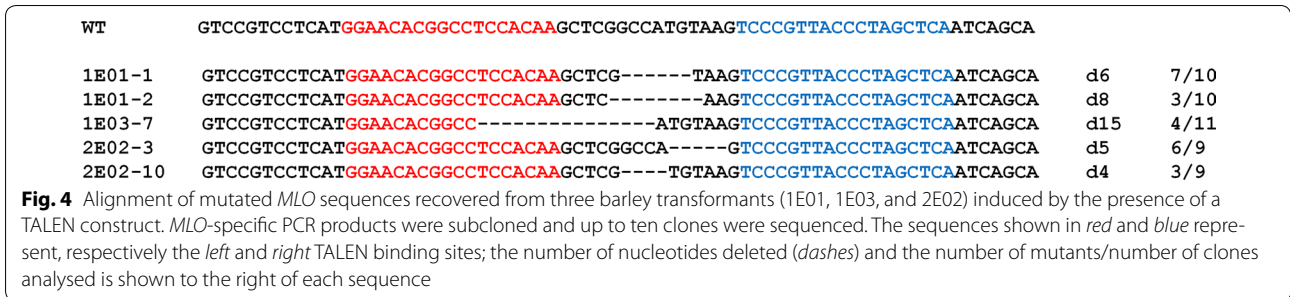 WT GTCCGTCCTCATGGAACACGGCCTCCACAAGCTCGGCCATGTAAGTCCCGTTACCCTAGCTCAATCAGCA
1E01-1 GTCCGTCCTCATGGAACACGGCCTCCACAAGCTCG------TAAGTCCCGTTACCCTAGCTCAATCAGCA d6 7/10
1E01-2 GTCCGTCCTCATGGAACACGGCCTCCACAAGCTC--------AAGTCCCGTTACCCTAGCTCAATCAGCA d8 3/10
1E03-7 GTCCGTCCTCATGGAACACGGCC---------------ATGTAAGTCCCGTTACCCTAGCTCAATCAGCA d15 4/11
2E02-3 GTCCGTCCTCATGGAACACGGCCTCCACAAGCTCGGCCA-----GTCCCGTTACCCTAGCTCAATCAGCA d5 6/9
2E02-10 GTCCGTCCTCATGGAACACGGCCTCCACAAGCTCG----TGTAAGTCCCGTTACCCTAGCTCAATCAGCA d4 3/9
Fig. 4 Alignment of mutated MLO sequences recovered from three barley transformants (1E01, 1E03, and 2E02) induced by the presence of a
TALEN construct. MLO-specific PCR products were subcloned and up to ten clones were sequenced. The sequences shown in red and blue repre-
sent, respectively the left and right TALEN binding sites; the number of nucleotides deleted (dashes) and the number of mutants/number of clones
analysed is shown to the right of each sequence